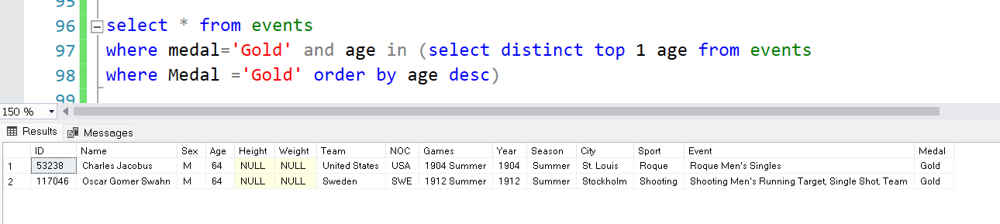 95
96 select * from events
97 where medal='Gold' and age in (select distinct top 1 age from events
98 where Medal ='Gold' order by age desc)
99
150 %
Results Messages
ID Name Sex Age Height Weight Team NOC Games Year Season City Sport Event Medal
1 53238 Charles Jacobus M 64 NULL NULL United States USA 1904 Summer 1904 Summer St. Louis Roque Roque Men's Singles Gold
2 117046 Oscar Gomer Swahn M 64 NULL NULL Sweden SWE 1912 Summer 1912 Summer Stockholm Shooting Shooting Men's Running Target, Single Shot, Team Gold